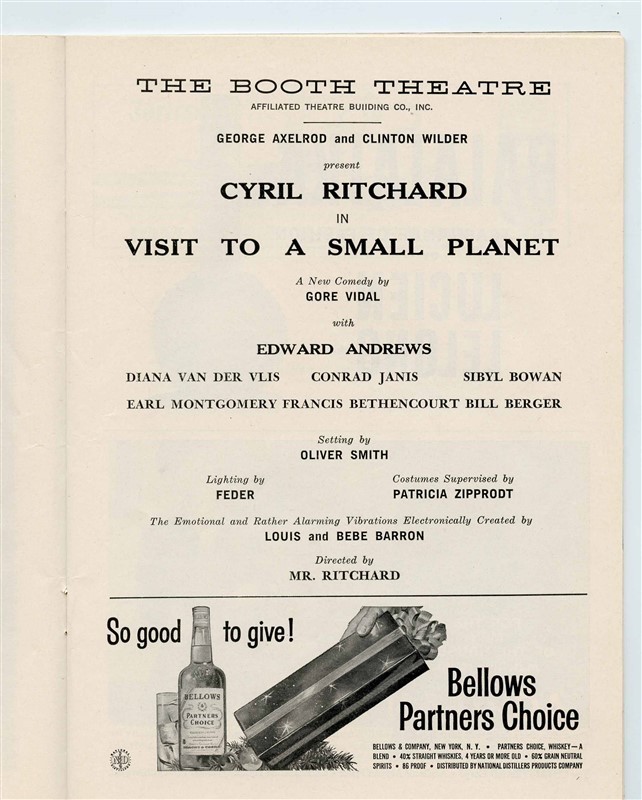 THE BOOTH THEATRE
AFFILIATED THEATRE BUIIDING CO., INC.
GEORGE AXELROD and CLINTON WILDER
present
CYRIL RITCHARD
IN
VISIT TO A SMALL PLANET
A New Comedy by
GORE VIDAL
with
EDWARD ANDREWS
DIANA VAN DER VLIS CONRAD JANIS SIBYL BOWAN
EARL MONTGOMERY FRANCIS BETHENCOURT BILL BERGER
Setting by
OLIVER SMITH
Lighting by Costumes Supervised by
FEDER PATRICIA ZIPPRODT
The Emotional and Rather Alarming Vibrations Electronically Created by
LOUIS and BEBE BARRON
Directed by
MR. RITCHARD
So good to give!
BELLOWS
PARTNERS
CHOICE
Bellows
Partners Choice
BELLOWS & COMPANY, NEW YORK, N. Y. • PARTNERS CHOICE, WHISKEY—A
BLEND • 40% STRAIGHT WHISKIES, 4 YEARS OR MORE OLD • 60% GRAIN NEUTRAL
SPIRITS • 86 PROOF • DISTRIBUTED BY NATIONAL DISTILLERS PRODUCTS COMPANY